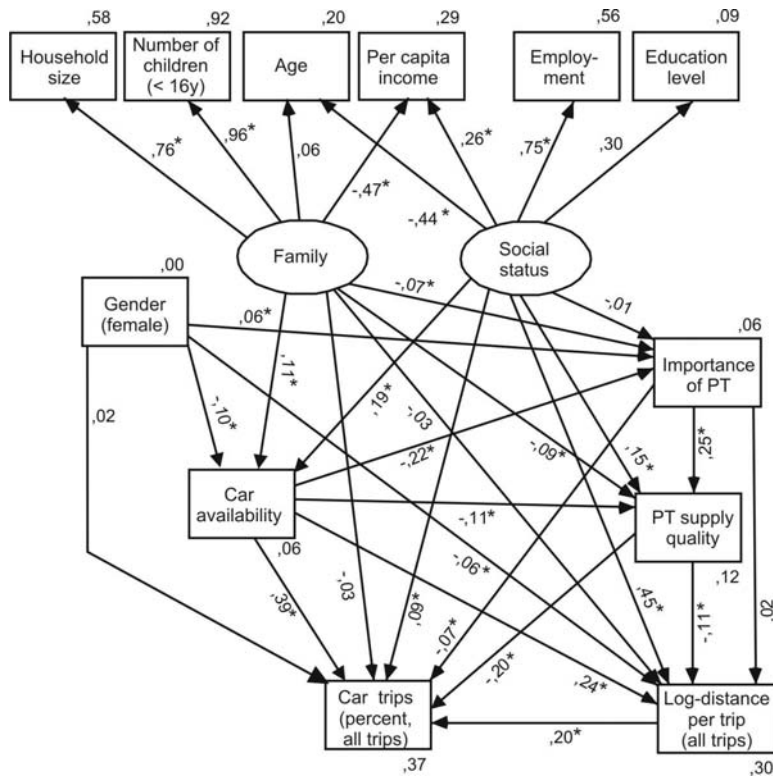 ,58
,92
,20
,29
,56
,09
Household
size
Number of
children
(< 16y)
Age
Per capita
income
Employ-
ment
Education
level
,76*
,96*
,06
-,47*
-,44*
,26*
,75*
,30
Family
Social
status
,00
Gender
(female)
,06*
-,07*
-,01
,06
Importance
of PT
,02
-,10*
,11*
,19*
-,03
-,22*
-,09*
,15*
,25*
Car
availability
,06
-,11*
PT supply
quality
,12
,39*
-,03
,09*
-,06*
-,07*
-,20*
,45*
-,11*
,02
,24*
Car trips
(percent,
all trips)
,37
,20*
Log-distance
per trip
(all trips)
,30